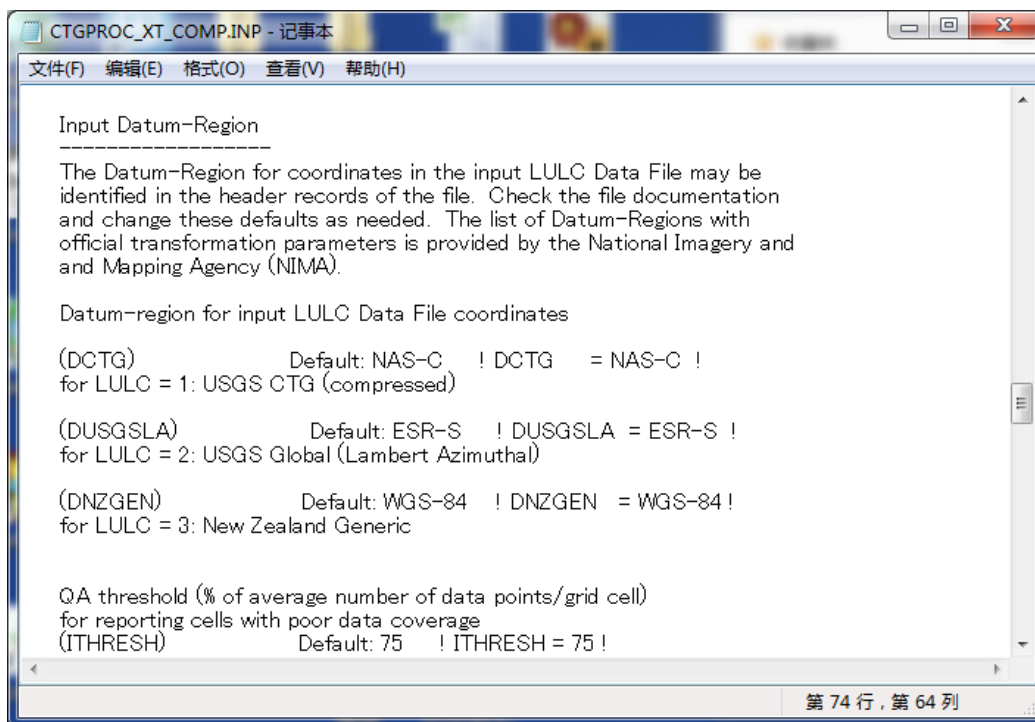 CTGPROC_XT_COMP.INP - 记事本
文件(F) 编辑(E) 格式(O) 查看(V) 帮助(H)
Input Datum-Region
------------------
The Datum-Region for coordinates in the input LULC Data File may be
identified in the header records of the file.  Check the file documentation
and change these defaults as needed.  The list of Datum-Regions with
official transformation parameters is provided by the National Imagery and
and Mapping Agency (NIMA).
Datum-region for input LULC Data File coordinates
(DCTG)                    Default: NAS-C     ! DCTG     = NAS-C  !
for LULC = 1: USGS CTG (compressed)
(DUSGSLA)                 Default: ESR-S     ! DUSGSLA  = ESR-S  !
for LULC = 2: USGS Global (Lambert Azimuthal)
(DNZGEN)                  Default: WGS-84    ! DNZGEN   = WGS-84 !
for LULC = 3: New Zealand Generic
QA threshold (% of average number of data points/grid cell)
for reporting cells with poor data coverage
(ITHRESH)                 Default: 75     ! ITHRESH = 75 !
第 74 行，第 64 列